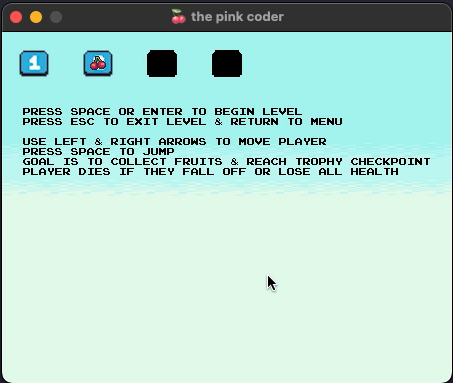 the pink coder
1
PRESS SPACE OR ENTER TO BEGIN LEVEL
PRESS ESC TO EXIT LEVEL & RETURN TO MENU
USE LEFT & RIGHT ARROWS TO MOVE PLAYER
PRESS SPACE TO JUMP
GOAL IS TO COLLECT FRUITS & REACH TROPHY CHECKPOINT
PLAYER DIES IF THEY FALL OFF OR LOSE ALL HEALTH